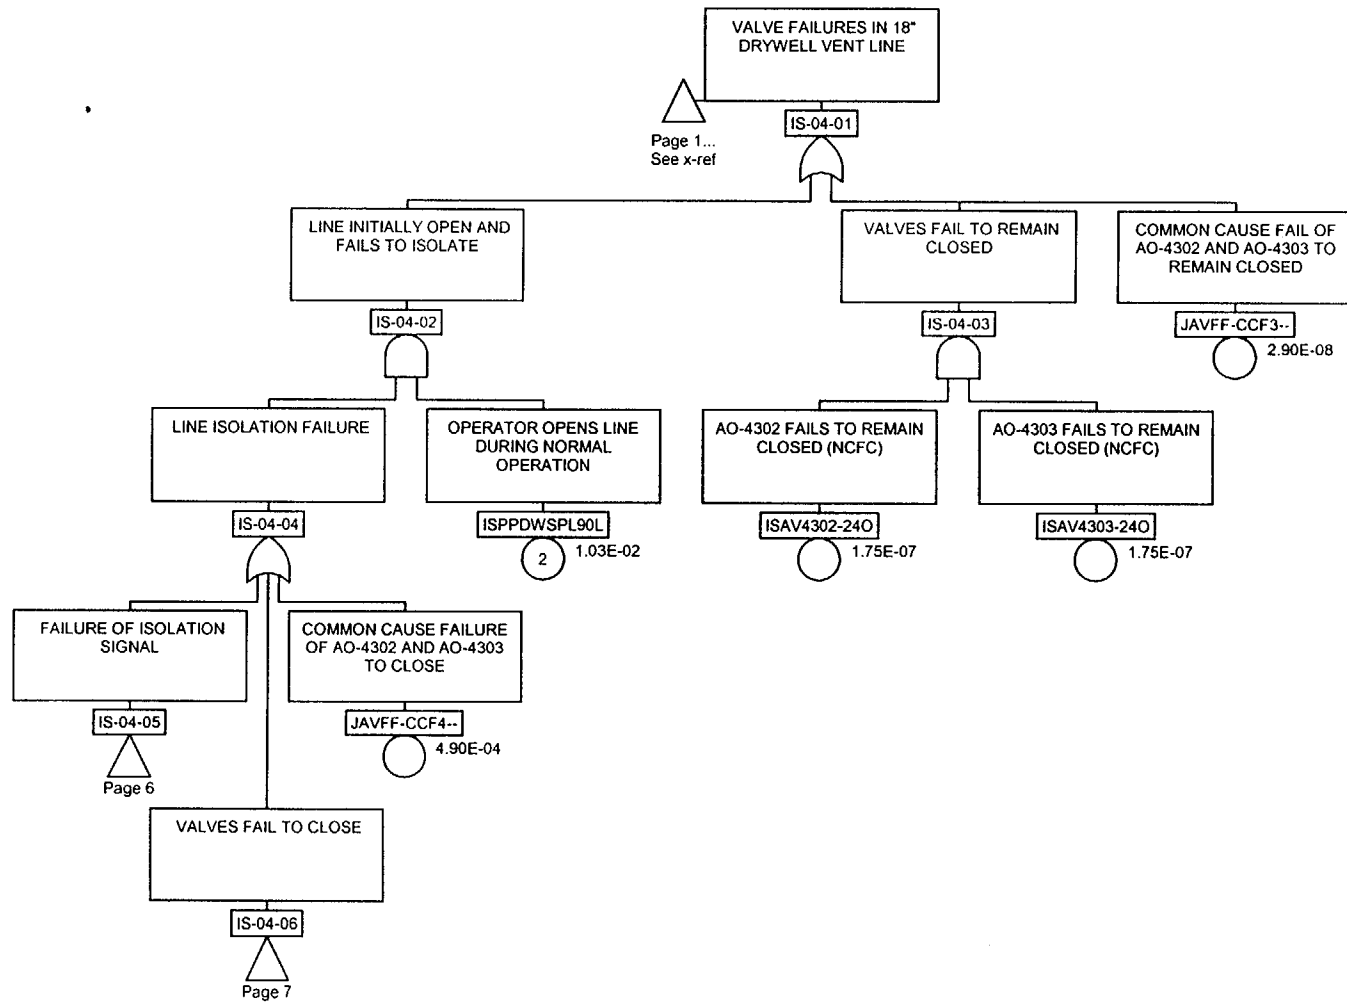 VALVE FAILURES IN 18"
DRYWELL VENT LINE
Page 1...
See x-ref
IS-04-01
LINE INITIALLY OPEN AND
FAILS TO ISOLATE
IS-04-02
VALVES FAIL TO REMAIN
CLOSED
IS-04-03
COMMON CAUSE FAIL OF
AO-4302 AND AO-4303 TO
REMAIN CLOSED
JAVFF-CCF3--
2.90E-08
LINE ISOLATION FAILURE
IS-04-04
OPERATOR OPENS LINE
DURING NORMAL
OPERATION
ISPPDWSPL90L
2
1.03E-02
AO-4302 FAILS TO REMAIN
CLOSED (NCFC)
ISAV4302-24O
1.75E-07
AO-4303 FAILS TO REMAIN
CLOSED (NCFC)
ISAV4303-24O
1.75E-07
FAILURE OF ISOLATION
SIGNAL
IS-04-05
Page 6
COMMON CAUSE FAILURE
OF AO-4302 AND AO-4303
TO CLOSE
JAVFF-CCF4--
4.90E-04
VALVES FAIL TO CLOSE
IS-04-06
Page 7